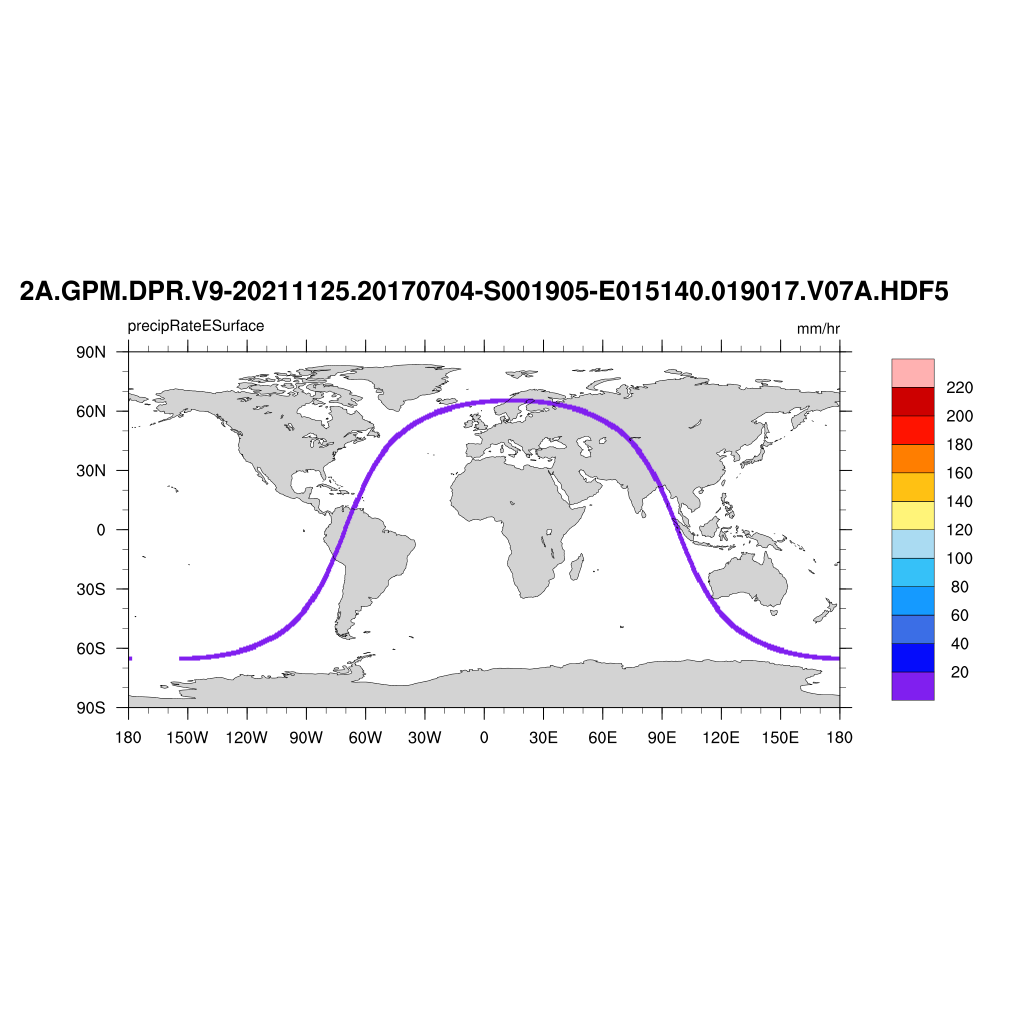 2A.GPM.DPR.V9-20211125.20170704-S001905-E015140.019017.V07A.HDF5
precipRateESurface
mm/hr
90N
60N
30N
0
30S
60S
90S
180 150W 120W 90W 60W 30W 0 30E 60E 90E 120E 150E 180
220
200
180
160
140
120
100
80
60
40
20